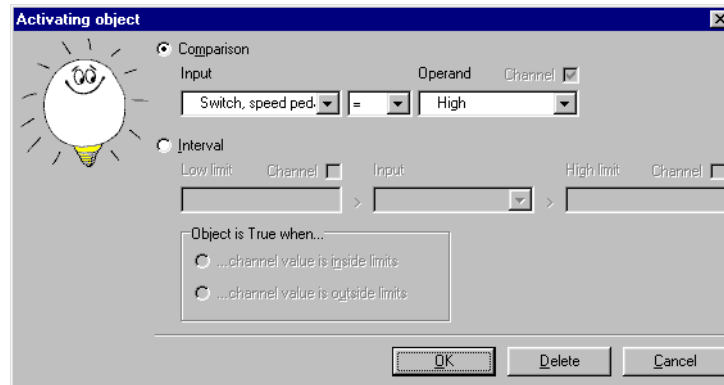 Activating object
Comparison
Input Operand Channel
Switch, speed ped. = High
Interval
Low limit Channel Input High limit Channel
> >
Object is True when...
...channel value is inside limits
...channel value is outside limits
OK Delete Cancel